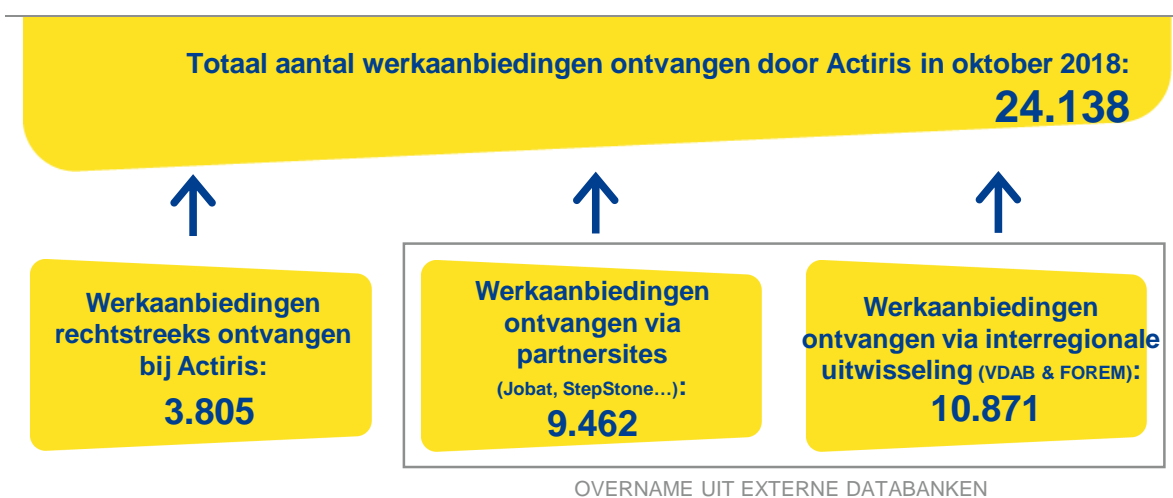 Totaal aantal werkaanbiedingen ontvangen door Actiris in oktober 2018:
24.138
Werkaanbiedingen
rechtstreeks ontvangen
bij Actiris:
3.805
Werkaanbiedingen
ontvangen via
partnersites
(Jobat, StepStone…):
9.462
Werkaanbiedingen
ontvangen via interregionale
uitwisseling (VDAB & FOREM):
10.871
OVERNAME UIT EXTERNE DATABANKEN